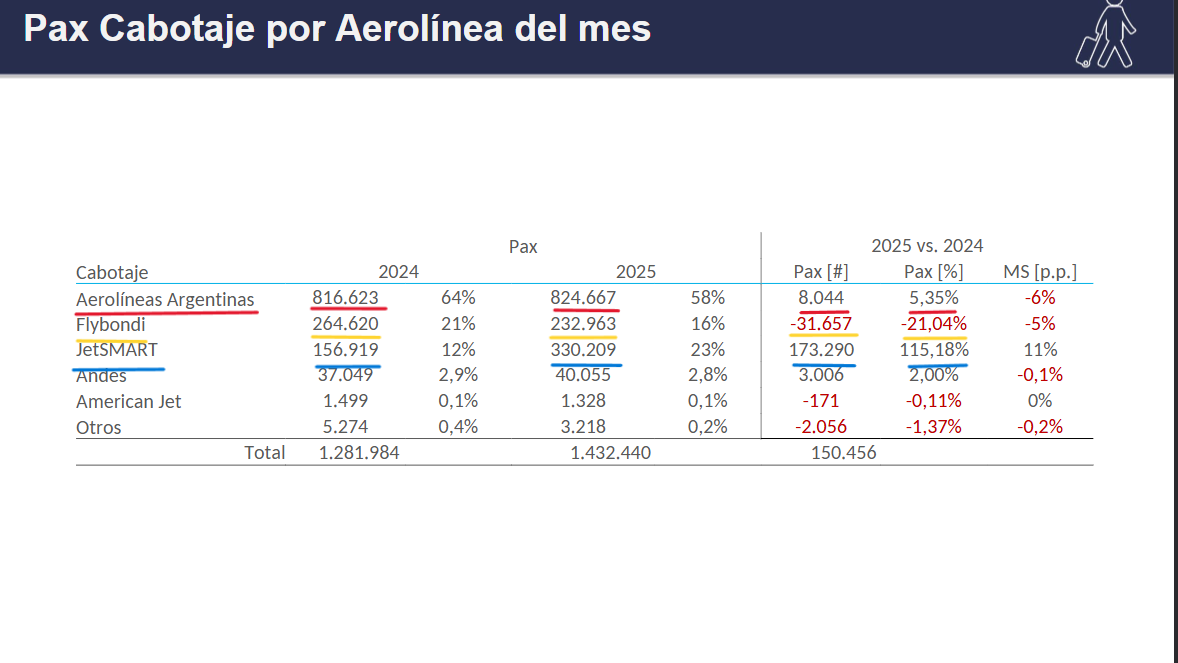 Pax Cabotaje por Aerolínea del mes
Pax 2025 vs. 2024
Cabotaje 2024 2025 Pax [#] Pax [%] MS [p.p.]
Aerolíneas Argentinas 816.623 64% 824.667 58% 8.044 5,35% -6%
Flybondi 264.620 21% 232.963 16% -31.657 -21,04% -5%
JetSMART 156.919 12% 330.209 23% 173.290 115,18% 11%
Andes 37.049 2,9% 40.055 2,8% 3.006 2,00% -0,1%
American Jet 1.499 0,1% 1.328 0,1% -171 -0,11% 0%
Otros 5.274 0,4% 3.218 0,2% -2.056 -1,37% -0,2%
Total 1.281.984 1.432.440 150.456